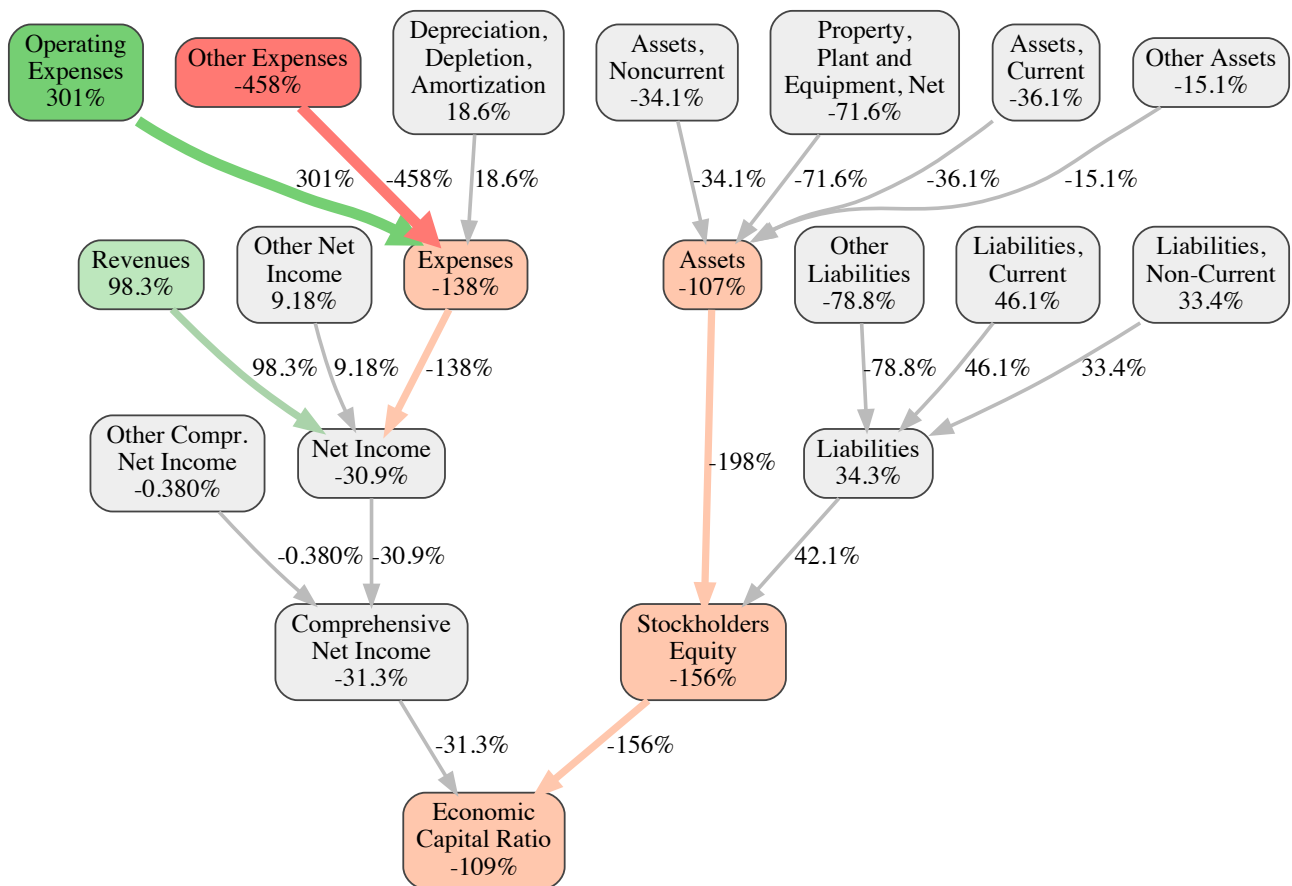 Operating
Expenses
301%
Other Expenses
-458%
Depreciation,
Depletion,
Amortization
18.6%
Assets,
Noncurrent
-34.1%
Property,
Plant and
Equipment, Net
-71.6%
Assets,
Current
-36.1%
Other Assets
-15.1%
301%
-458%
18.6%
-34.1%
-71.6%
-36.1%
-15.1%
Revenues
98.3%
Other Net
Income
9.18%
Expenses
-138%
Assets
-107%
Other
Liabilities
-78.8%
Liabilities,
Current
46.1%
Liabilities,
Non-Current
33.4%
98.3%
9.18%
-138%
-78.8%
46.1%
33.4%
Other Compr.
Net Income
-0.380%
Net Income
-30.9%
-198%
Liabilities
34.3%
-0.380%
-30.9%
42.1%
Comprehensive
Net Income
-31.3%
Stockholders
Equity
-156%
-31.3%
-156%
Economic
Capital Ratio
-109%